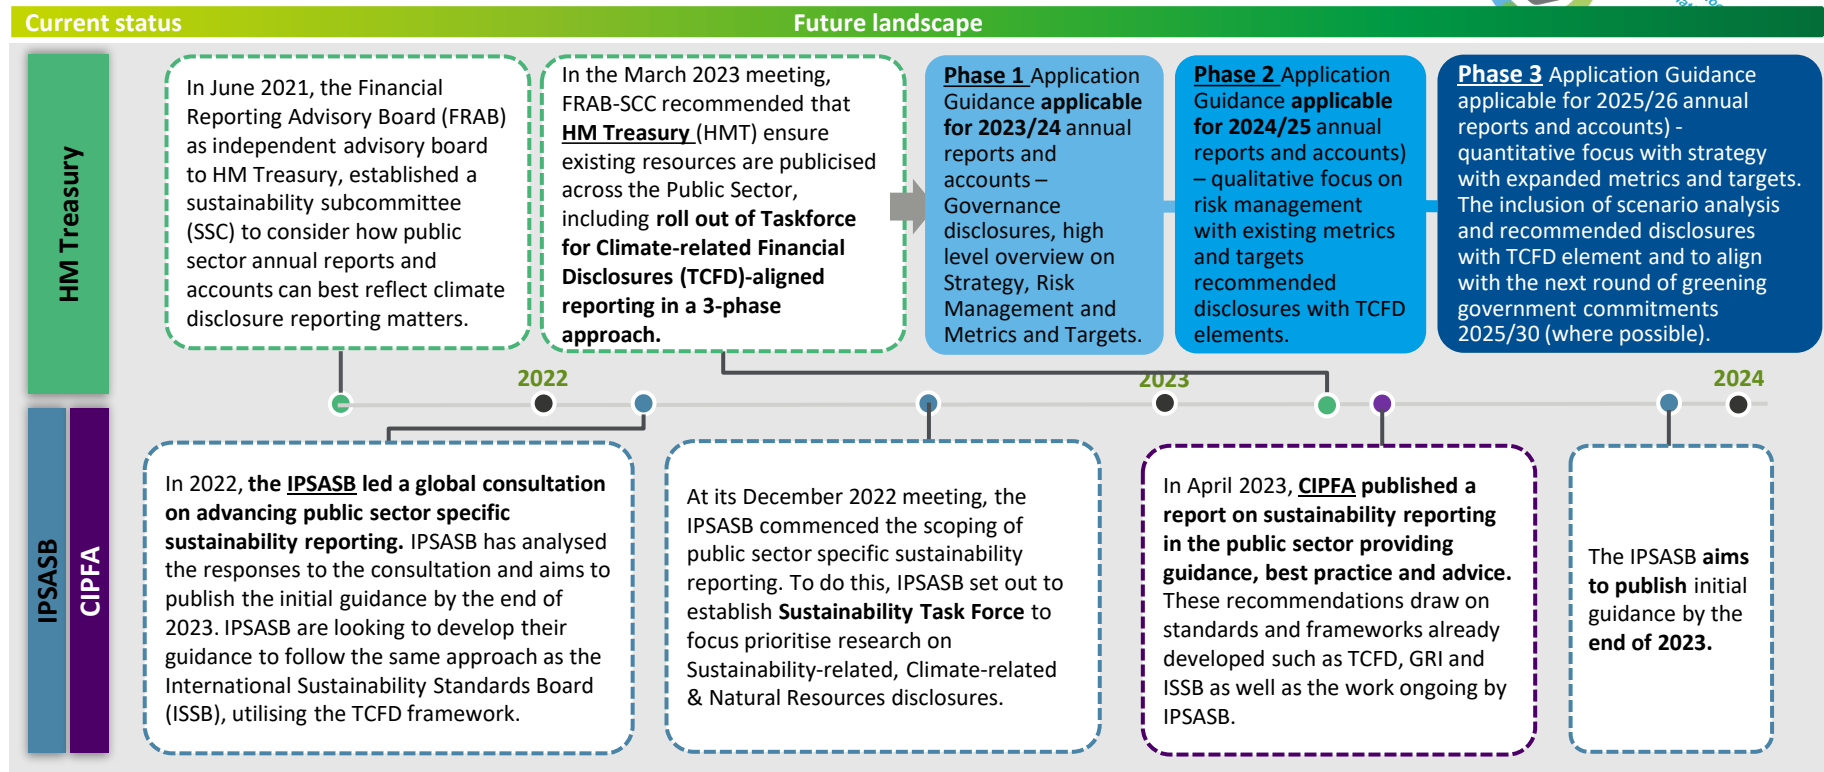 Current status
Future landscape
HM Treasury
In June 2021, the Financial
Reporting Advisory Board (FRAB)
as independent advisory board
to HM Treasury, established a
sustainability subcommittee
(SSC) to consider how public
sector annual reports and
accounts can best reflect climate
disclosure reporting matters.
In the March 2023 meeting,
FRAB-SCC recommended that
HM Treasury (HMT) ensure
existing resources are publicised
across the Public Sector,
including roll out of Taskforce
for Climate-related Financial
Disclosures (TCFD)-aligned
reporting in a 3-phase
approach.
Phase 1 Application
Guidance applicable
for 2023/24 annual
reports and
accounts –
Governance
disclosures, high
level overview on
Strategy, Risk
Management and
Metrics and Targets.
Phase 2 Application
Guidance applicable
for 2024/25 annual
reports and accounts)
– qualitative focus on
risk management
with existing metrics
and targets
recommended
disclosures with TCFD
elements.
Phase 3 Application Guidance
applicable for 2025/26 annual
reports and accounts) -
quantitative focus with strategy
with expanded metrics and targets.
The inclusion of scenario analysis
and recommended disclosures
with TCFD element and to align
with the next round of greening
government commitments
2025/30 (where possible).
2022
2023
2024
IPSASB
CIPFA
In 2022, the IPSASB led a global consultation
on advancing public sector specific
sustainability reporting. IPSASB has analysed
the responses to the consultation and aims to
publish the initial guidance by the end of
2023. IPSASB are looking to develop their
guidance to follow the same approach as the
International Sustainability Standards Board
(ISSB), utilising the TCFD framework.
At its December 2022 meeting, the
IPSASB commenced the scoping of
public sector specific sustainability
reporting. To do this, IPSASB set out to
establish Sustainability Task Force to
focus prioritise research on
Sustainability-related, Climate-related
& Natural Resources disclosures.
In April 2023, CIPFA published a
report on sustainability reporting
in the public sector providing
guidance, best practice and advice.
These recommendations draw on
standards and frameworks already
developed such as TCFD, GRI and
ISSB as well as the work ongoing by
IPSASB.
The IPSASB aims
to publish initial
guidance by the
end of 2023.